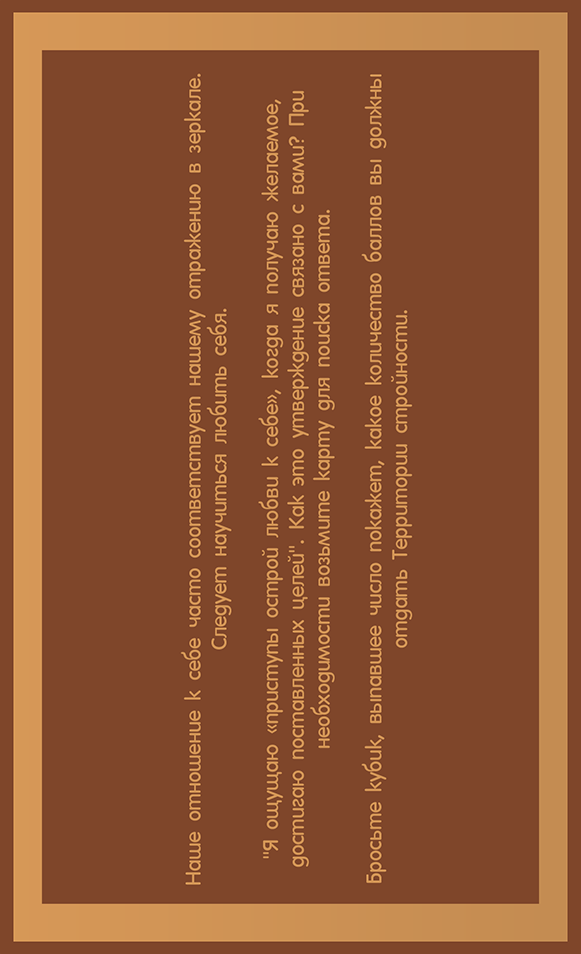 Наше отношение к себе часто соответствует нашему отражению в зеркале.
Следует научиться любить себя.
"Я ощущаю «приступы острой любви к себе», когда я получаю желаемое,
достигаю поставленных целей". Как это утверждение связано с вами? При
необходимости возьмите карту для поиска ответа.
Бросьте кубик, выпавшее число покажет, какое количество баллов вы должны
отдать Территории стройности.